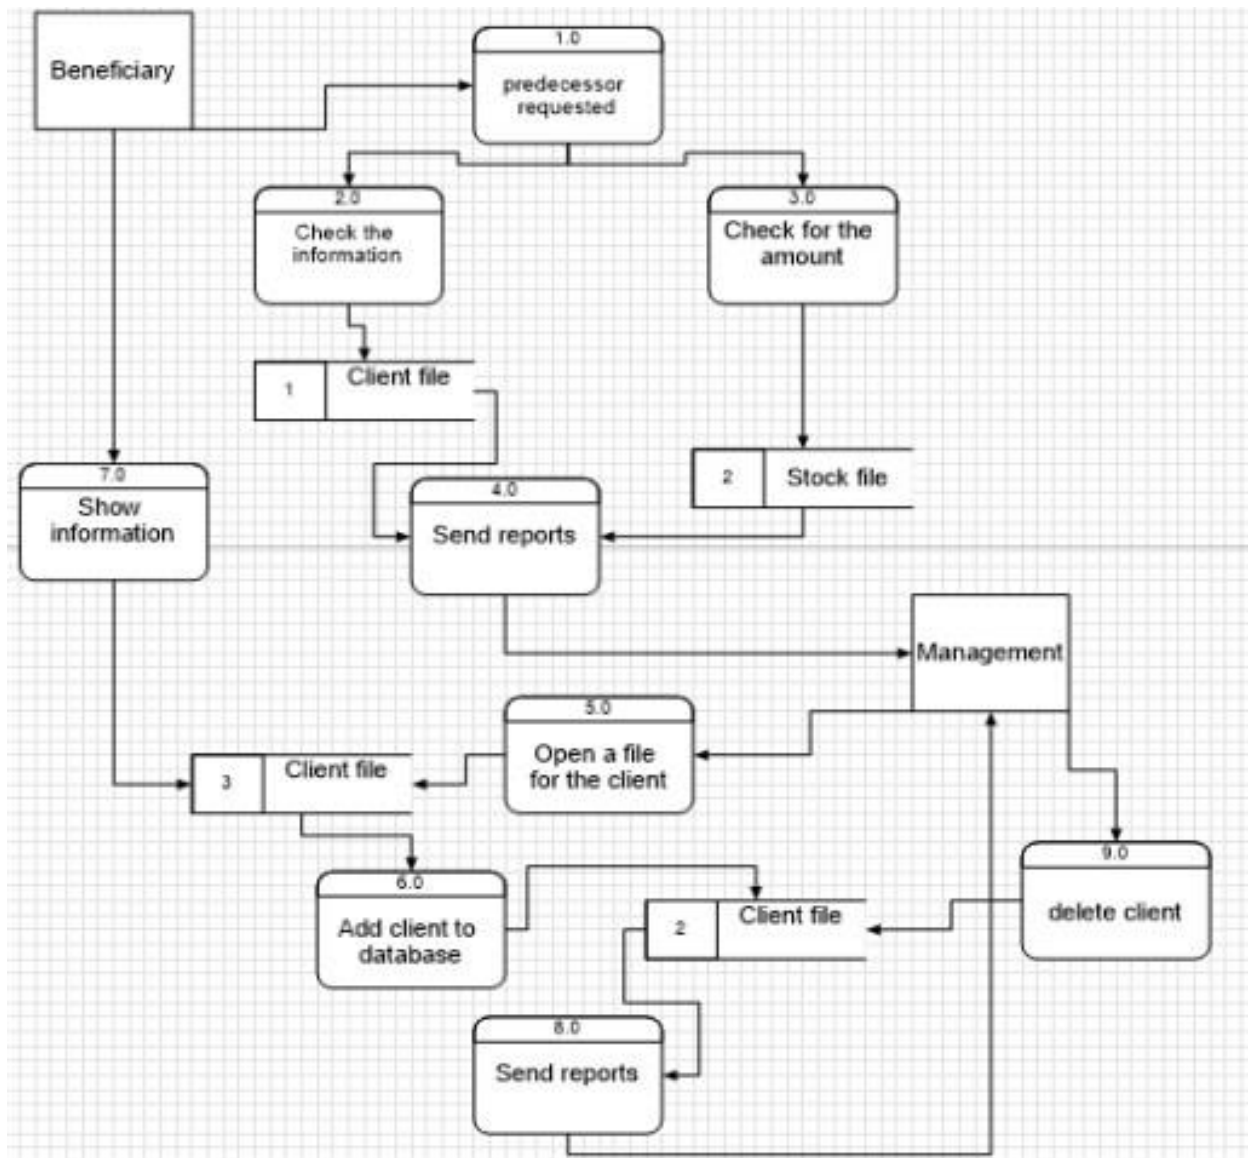 Beneficiary
1.0
predecessor
requested
2.0
Check the
information
3.0
Check for the
amount
1
Client file
7.0
Show
information
4.0
Send reports
2
Stock file
Management
5.0
Open a file
for the client
3
Client file
6.0
Add client to
database
2
Client file
9.0
delete client
8.0
Send reports